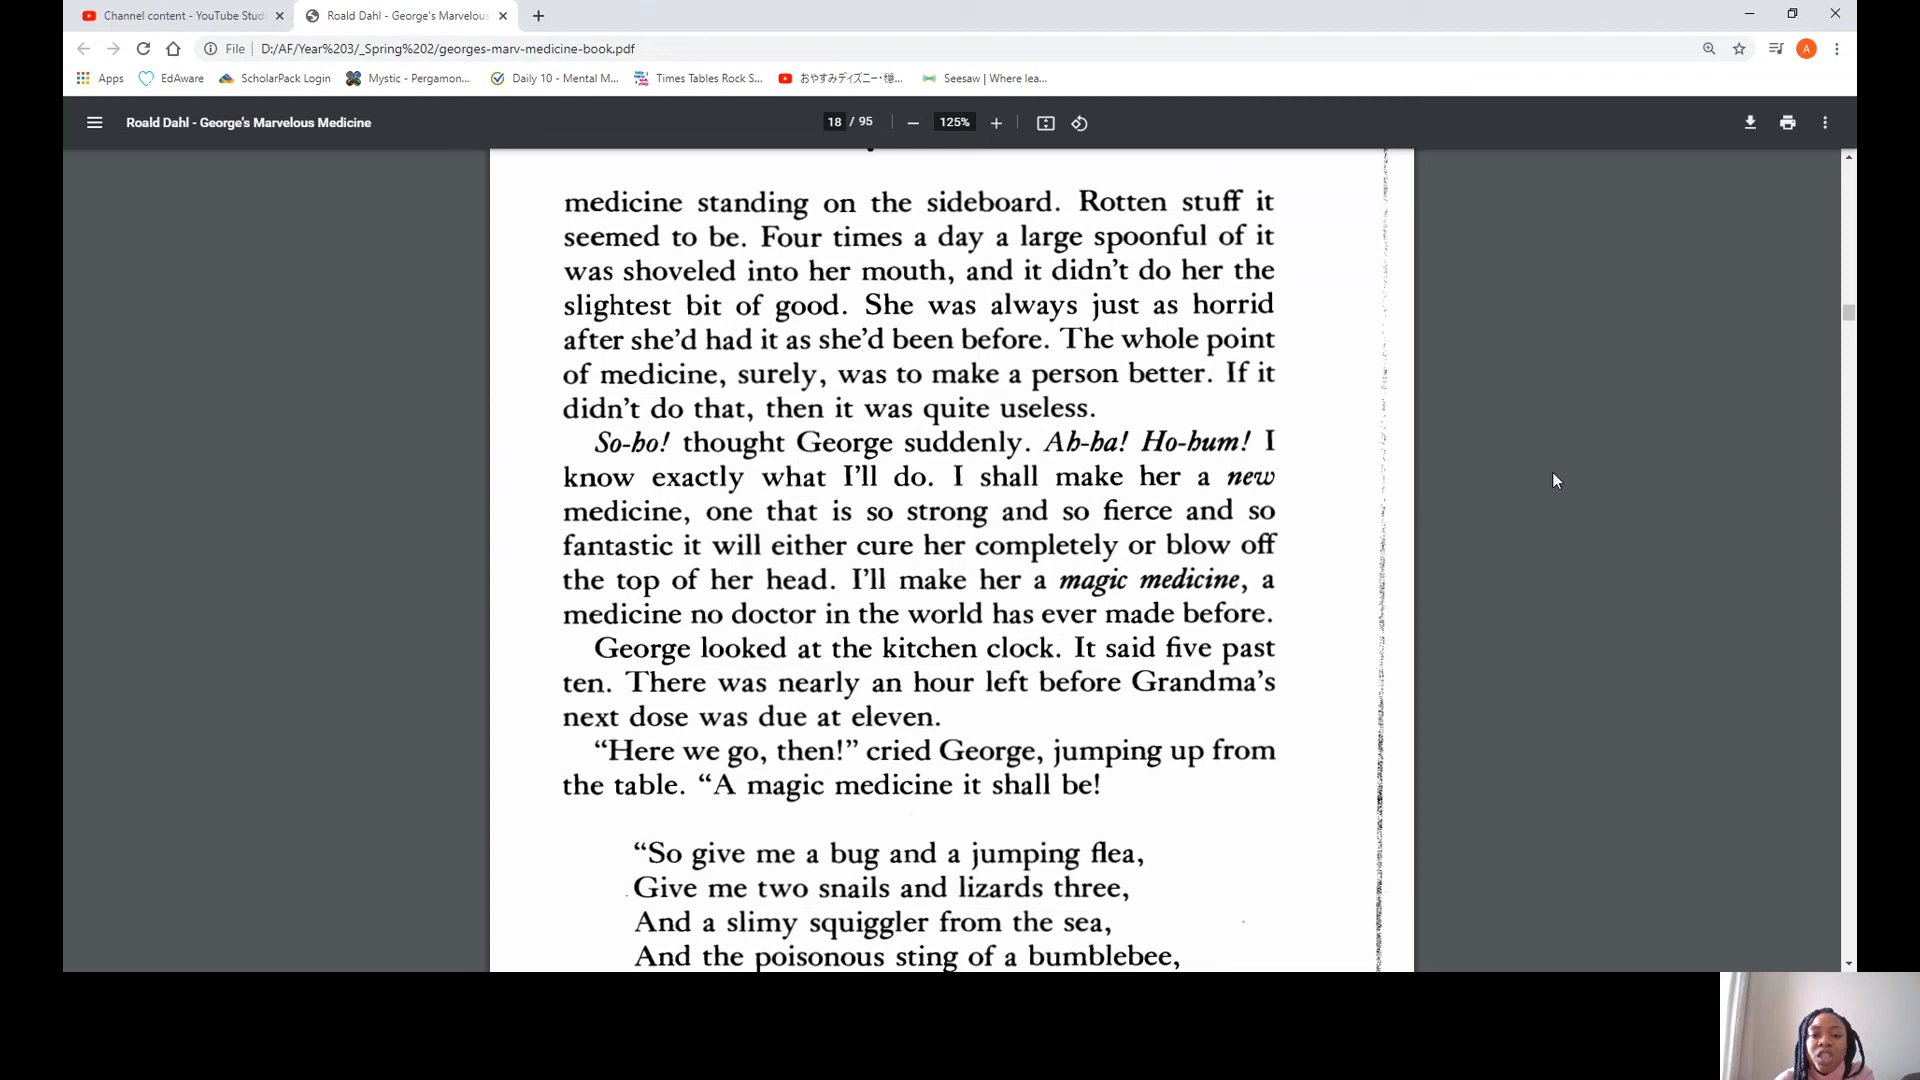 Channel content - YouTube Stud
Roald Dahl - George's Marvelous
File
D:/AF/Year%203/_Spring%202/georges-marv-medicine-book.pdf
A
Apps
EdAware
ScholarPack Login
Mystic - Pergamon...
Daily 10 - Mental M...
Times Tables Rock S...
おやすみディズニー・穏...
Seesaw | Where lea...
Roald Dahl - George's Marvelous Medicine
18 / 95
125%
medicine standing on the sideboard. Rotten stuff it
seemed to be. Four times a day a large spoonful of it
was shoveled into her mouth, and it didn't do her the
slightest bit of good. She was always just as horrid
after she'd had it as she'd been before. The whole point
of medicine, surely, was to make a person better. If it
didn't do that, then it was quite useless.
So-ho! thought George suddenly. Ah-ha! Ho-hum! I
know exactly what I'll do. I shall make her a new
medicine, one that is so strong and so fierce and so
fantastic it will either cure her completely or blow off
the top of her head. I'll make her a magic medicine, a
medicine no doctor in the world has ever made before.
George looked at the kitchen clock. It said five past
ten. There was nearly an hour left before Grandma's
next dose was due at eleven.
“Here we go, then!” cried George, jumping up from
the table. “A magic medicine it shall be!
“So give me a bug and a jumping flea,
Give me two snails and lizards three,
And a slimy squiggler from the sea,
And the poisonous sting of a bumblebee,